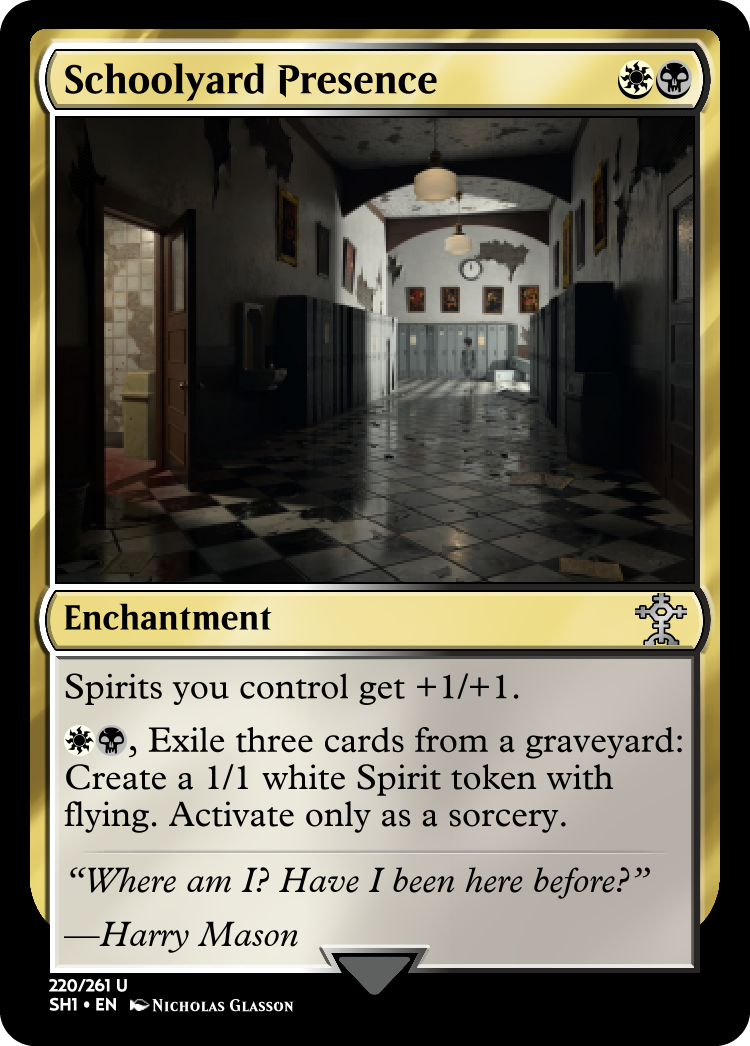 Schoolyard Presence
Enchantment
Spirits you control get +1/+1.
, Exile three cards from a graveyard:
Create a 1/1 white Spirit token with
flying. Activate only as a sorcery.
“Where am I? Have I been here before?”
—Harry Mason
220/261 U
SH1 • EN Nicholas Glasson